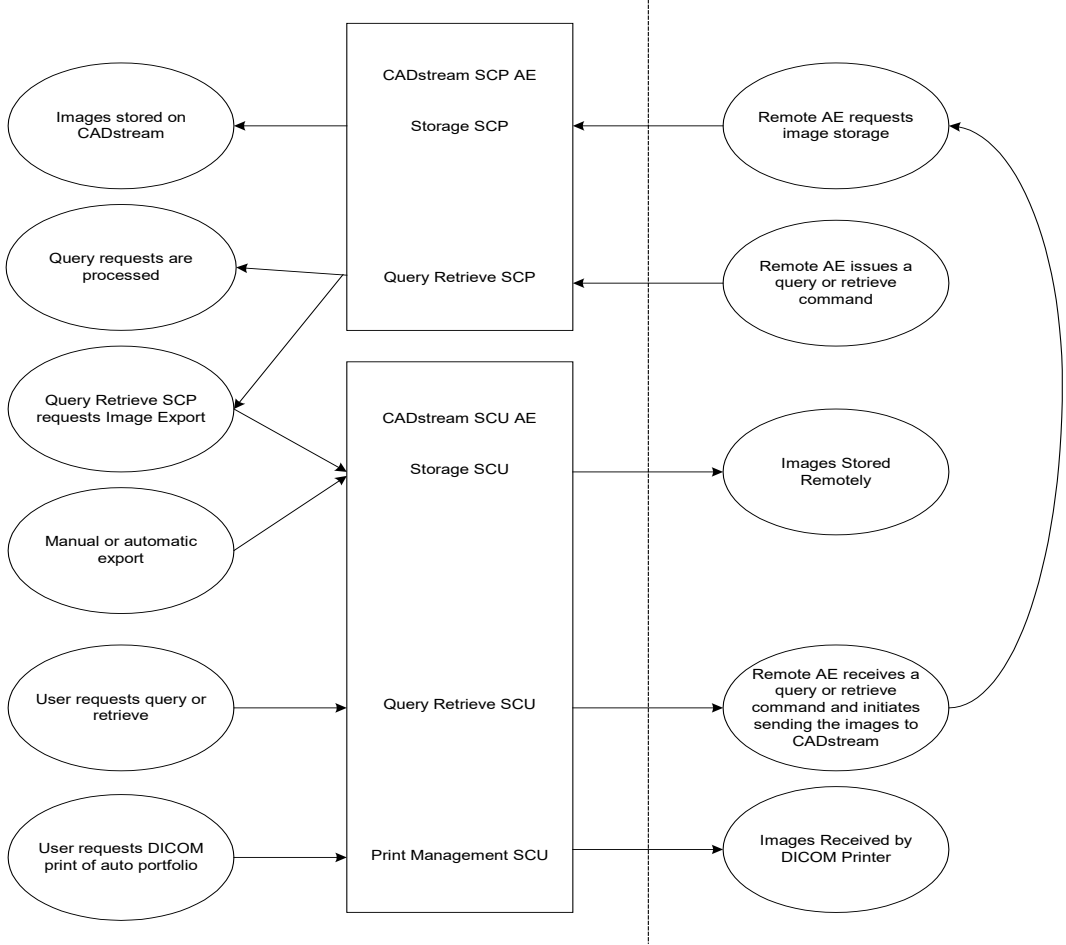 CADstream SCP AE
Images stored on
CADstream
Storage SCP
Remote AE requests
image storage
Query requests are
processed
Query Retrieve SCP
Remote AE issues a
query or retrieve
command
Query Retrieve SCP
requests Image Export
CADstream SCU AE
Storage SCU
Images Stored
Remotely
Manual or automatic
export
User requests query or
retrieve
Query Retrieve SCU
Remote AE receives a
query or retrieve
command and initiates
sending the images to
CADstream
User requests DICOM
print of auto portfolio
Print Management SCU
Images Received by
DICOM Printer